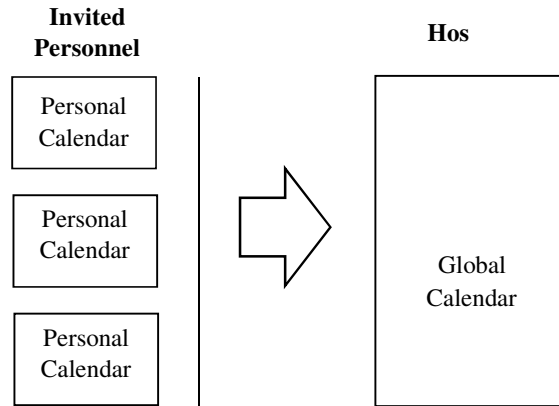 Invited
Personnel
Hos
Personal
Calendar
Personal
Calendar
Personal
Calendar
Global
Calendar